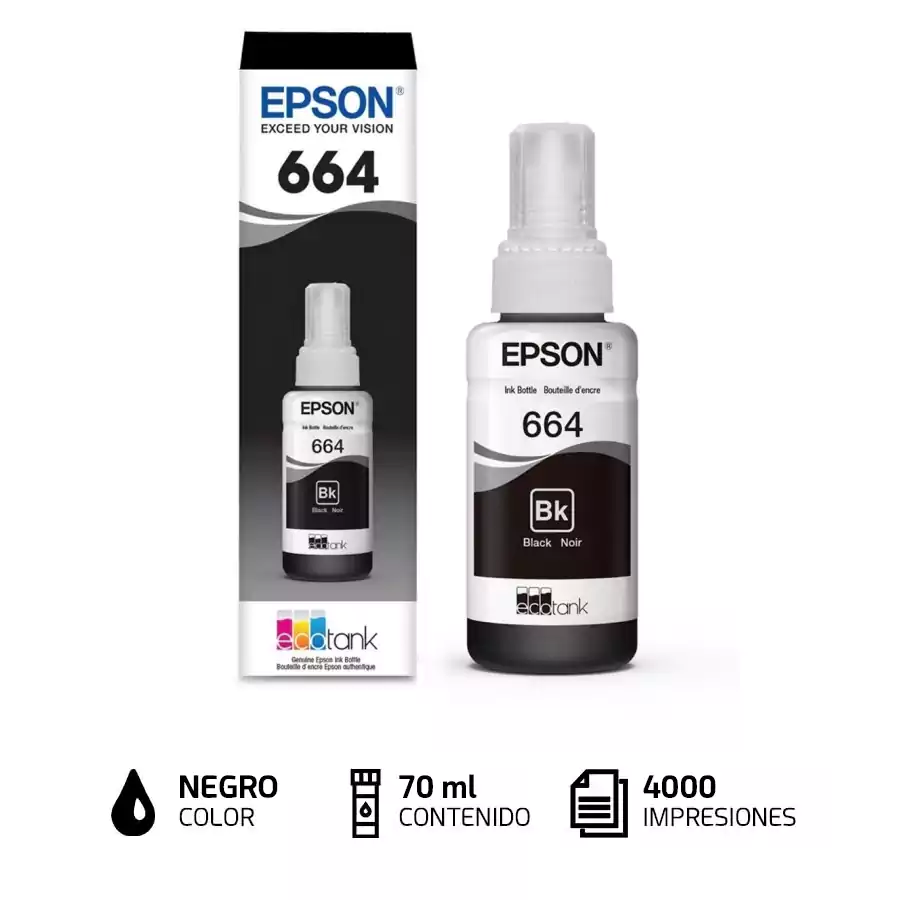 EPSON®
EXCEED YOUR VISION
664
EPSON®
Ink Bottle Bouteille d'encre
664
Bk
Black Noir
ecotank
ecotank
Genuine Epson Ink Bottle
Bouteille d'encre Epson authentique
EPSON®
Ink Bottle Bouteille d'encre
664
Bk
Black Noir
ecotank
NEGRO
COLOR
70 ml
CONTENIDO
4000
IMPRESIONES